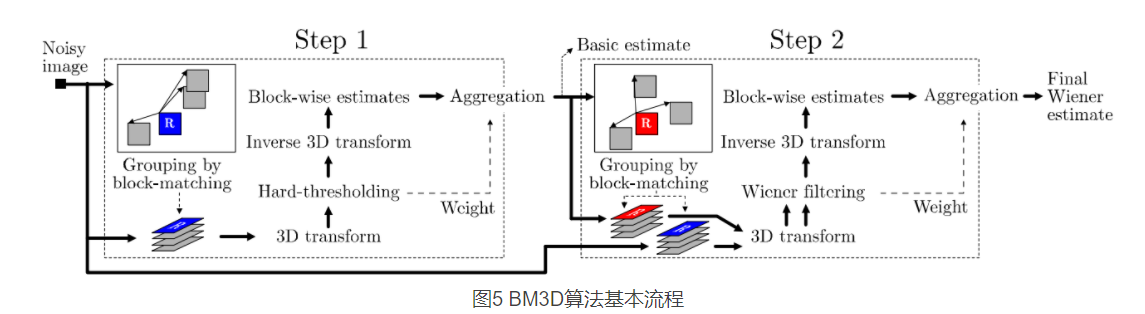 Step 1
Noisy
image
R
Grouping by
block-matching
Block-wise estimates
Aggregation
Inverse 3D transform
Hard-thresholding
Weight
3D transform
R
Basic estimate
Step 2
R
Grouping by
block-matching
Block-wise estimates
Aggregation
Final
Wiener
estimate
Inverse 3D transform
Wiener filtering
Weight
R
R
3D transform
图5 BM3D算法基本流程